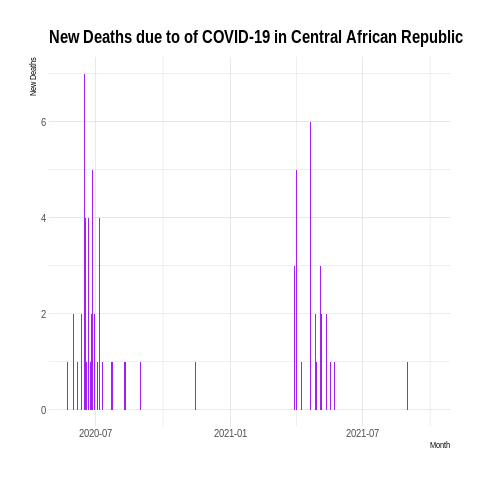 New Deaths due to of COVID-19 in Central African Republic
New Deaths
6
4
2
0
2020-07
2021-01
2021-07
Month